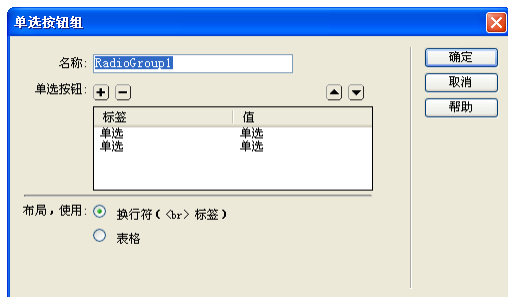 单选按钮组
名称: RadioGroup1
确定
单选按钮:
取消
帮助
标签 值
单选 单选
单选 单选
布局,使用: 换行符(<br> 标签)
表格